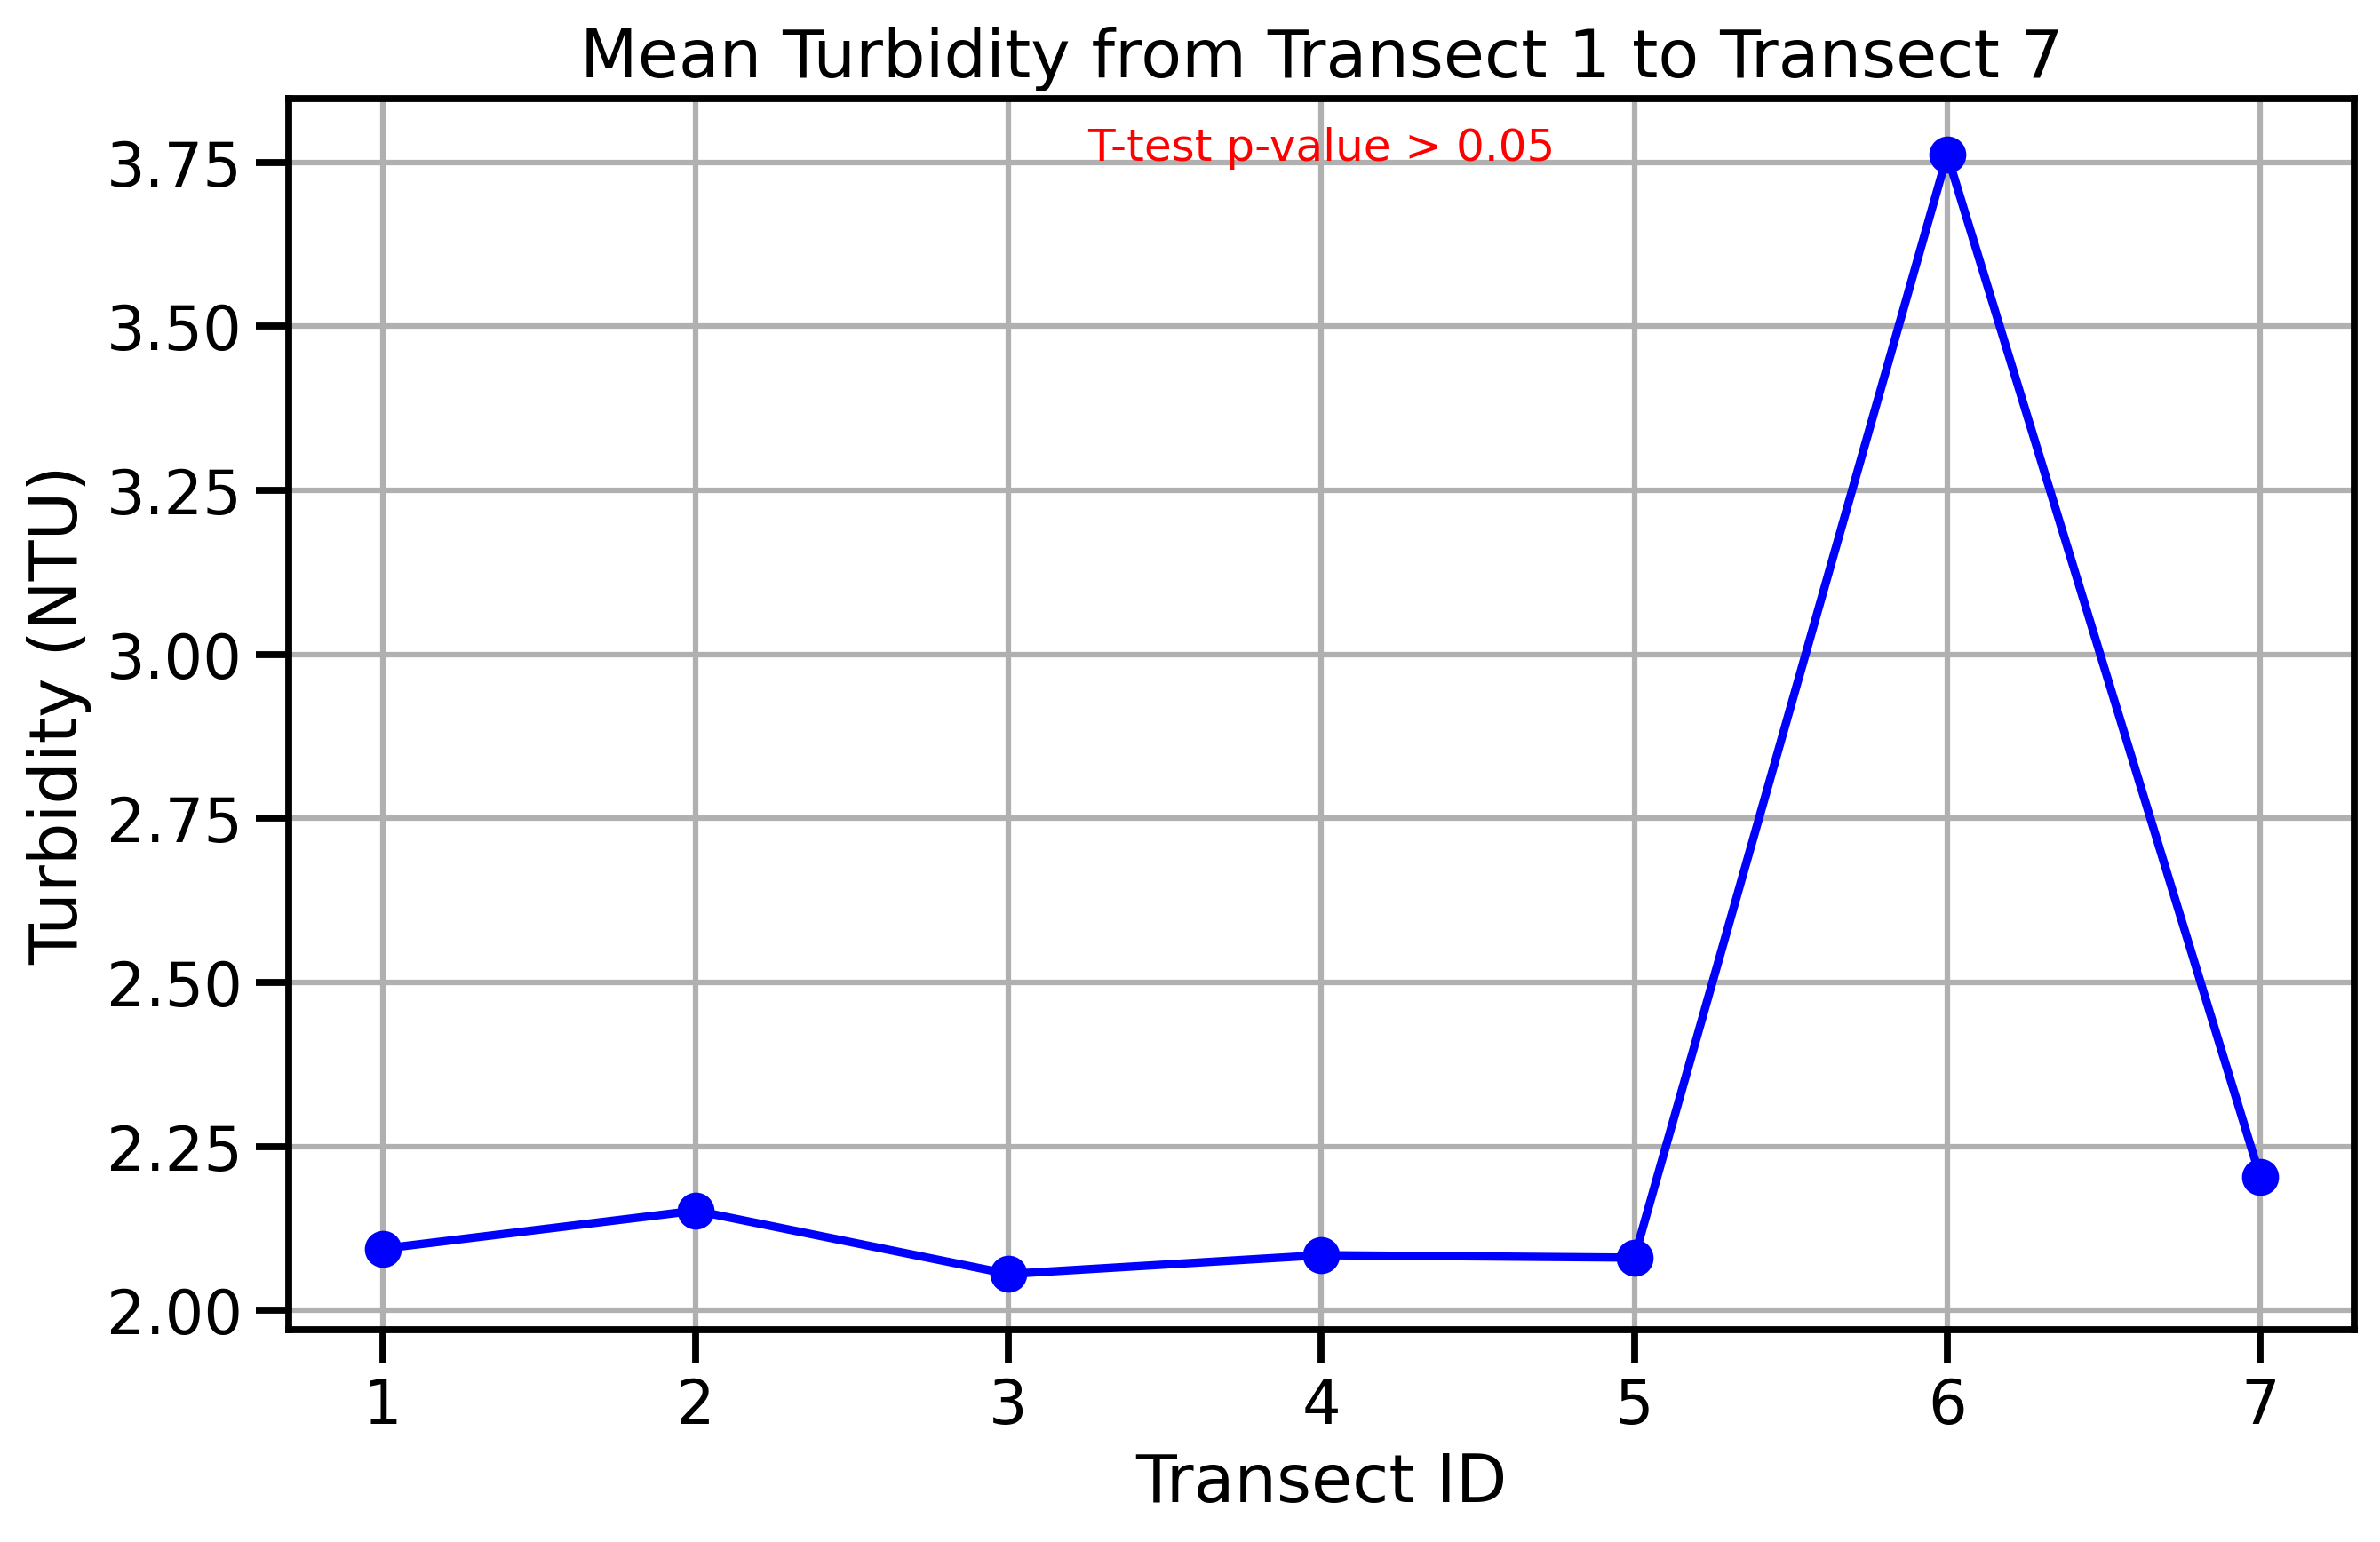 Mean Turbidity from Transect 1 to Transect 7
T-test p-value > 0.05
3.75
3.50
3.25
3.00
2.75
2.50
2.25
2.00
Turbidity (NTU)
1 2 3 4 5 6 7
Transect ID